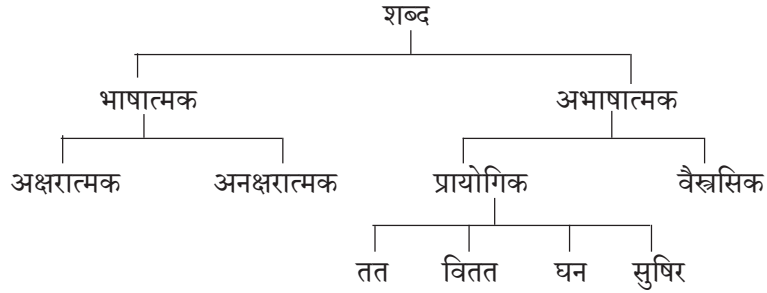 शब्द
भाषात्मक अभाषात्मक
अक्षरात्मक अनक्षरात्मक प्रायोगिक वैस्त्रसिक
तत वितत घन सुषिर